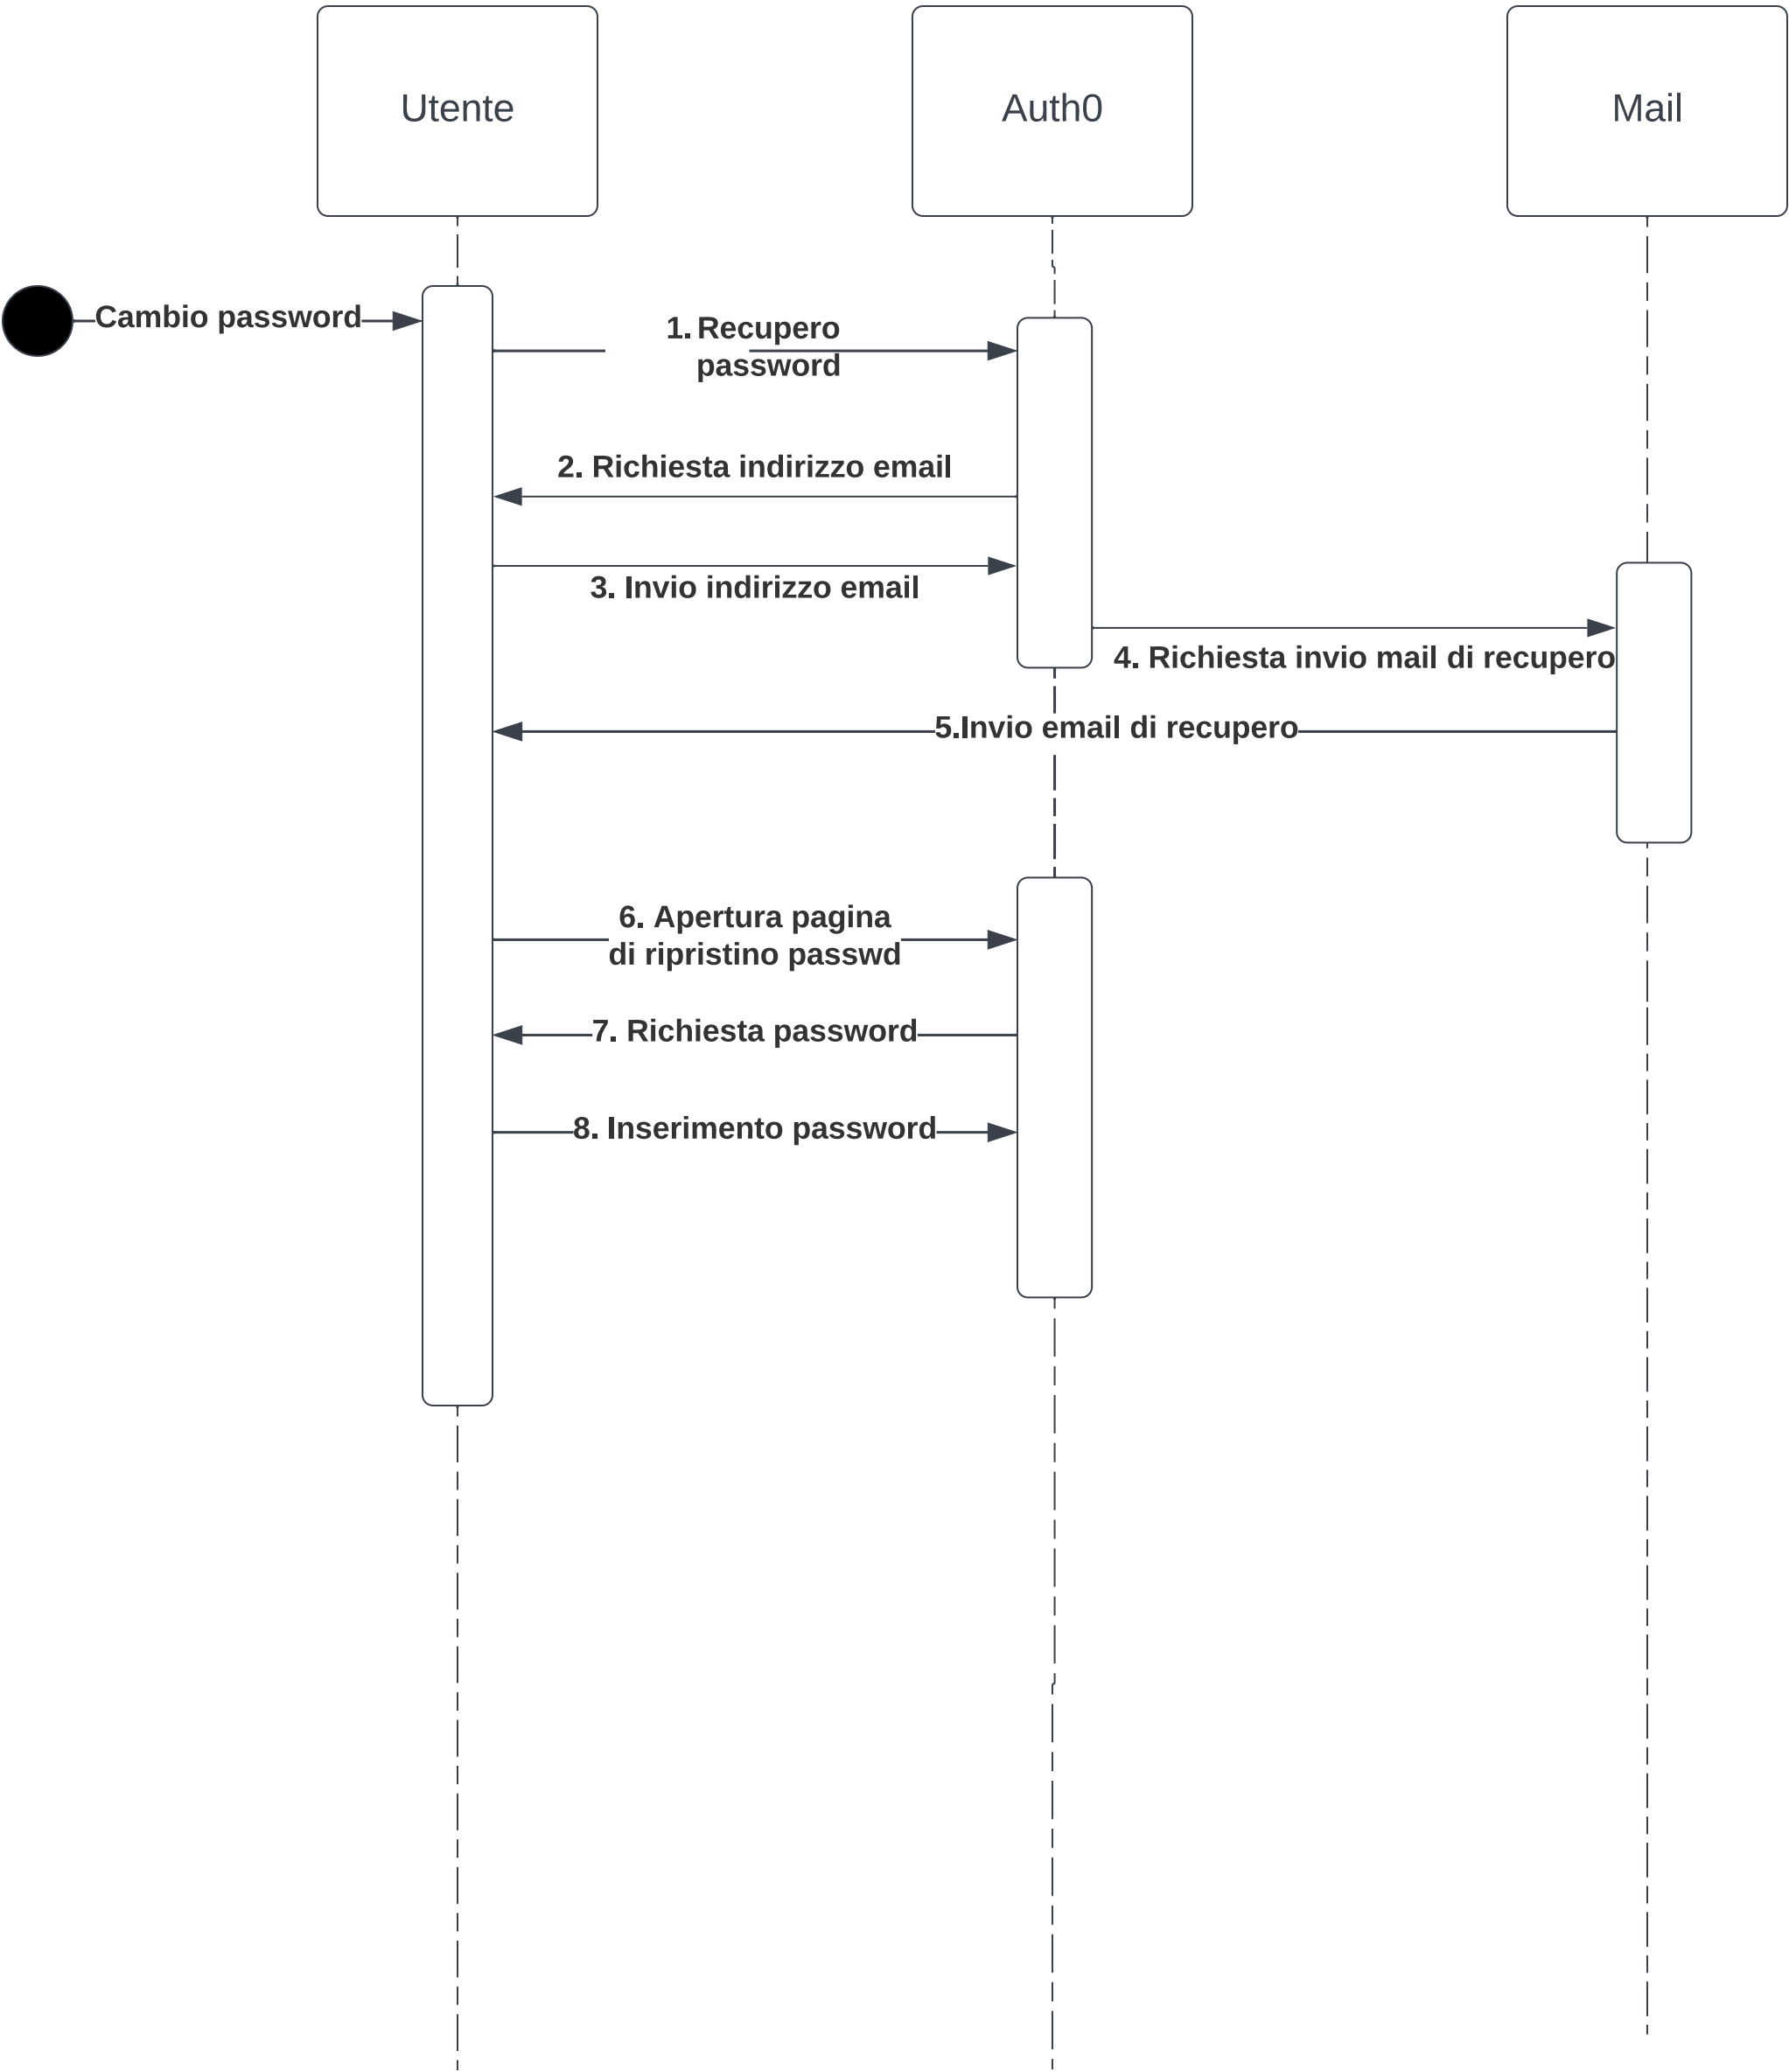 Utente
Auth0
Mail
Cambio password
1. Recupero
password
2. Richiesta indirizzo email
3. Invio indirizzo email
4. Richiesta invio mail di recupero
5.Invio email di recupero
6. Apertura pagina
di ripristino passwd
7. Richiesta password
8. Inserimento password